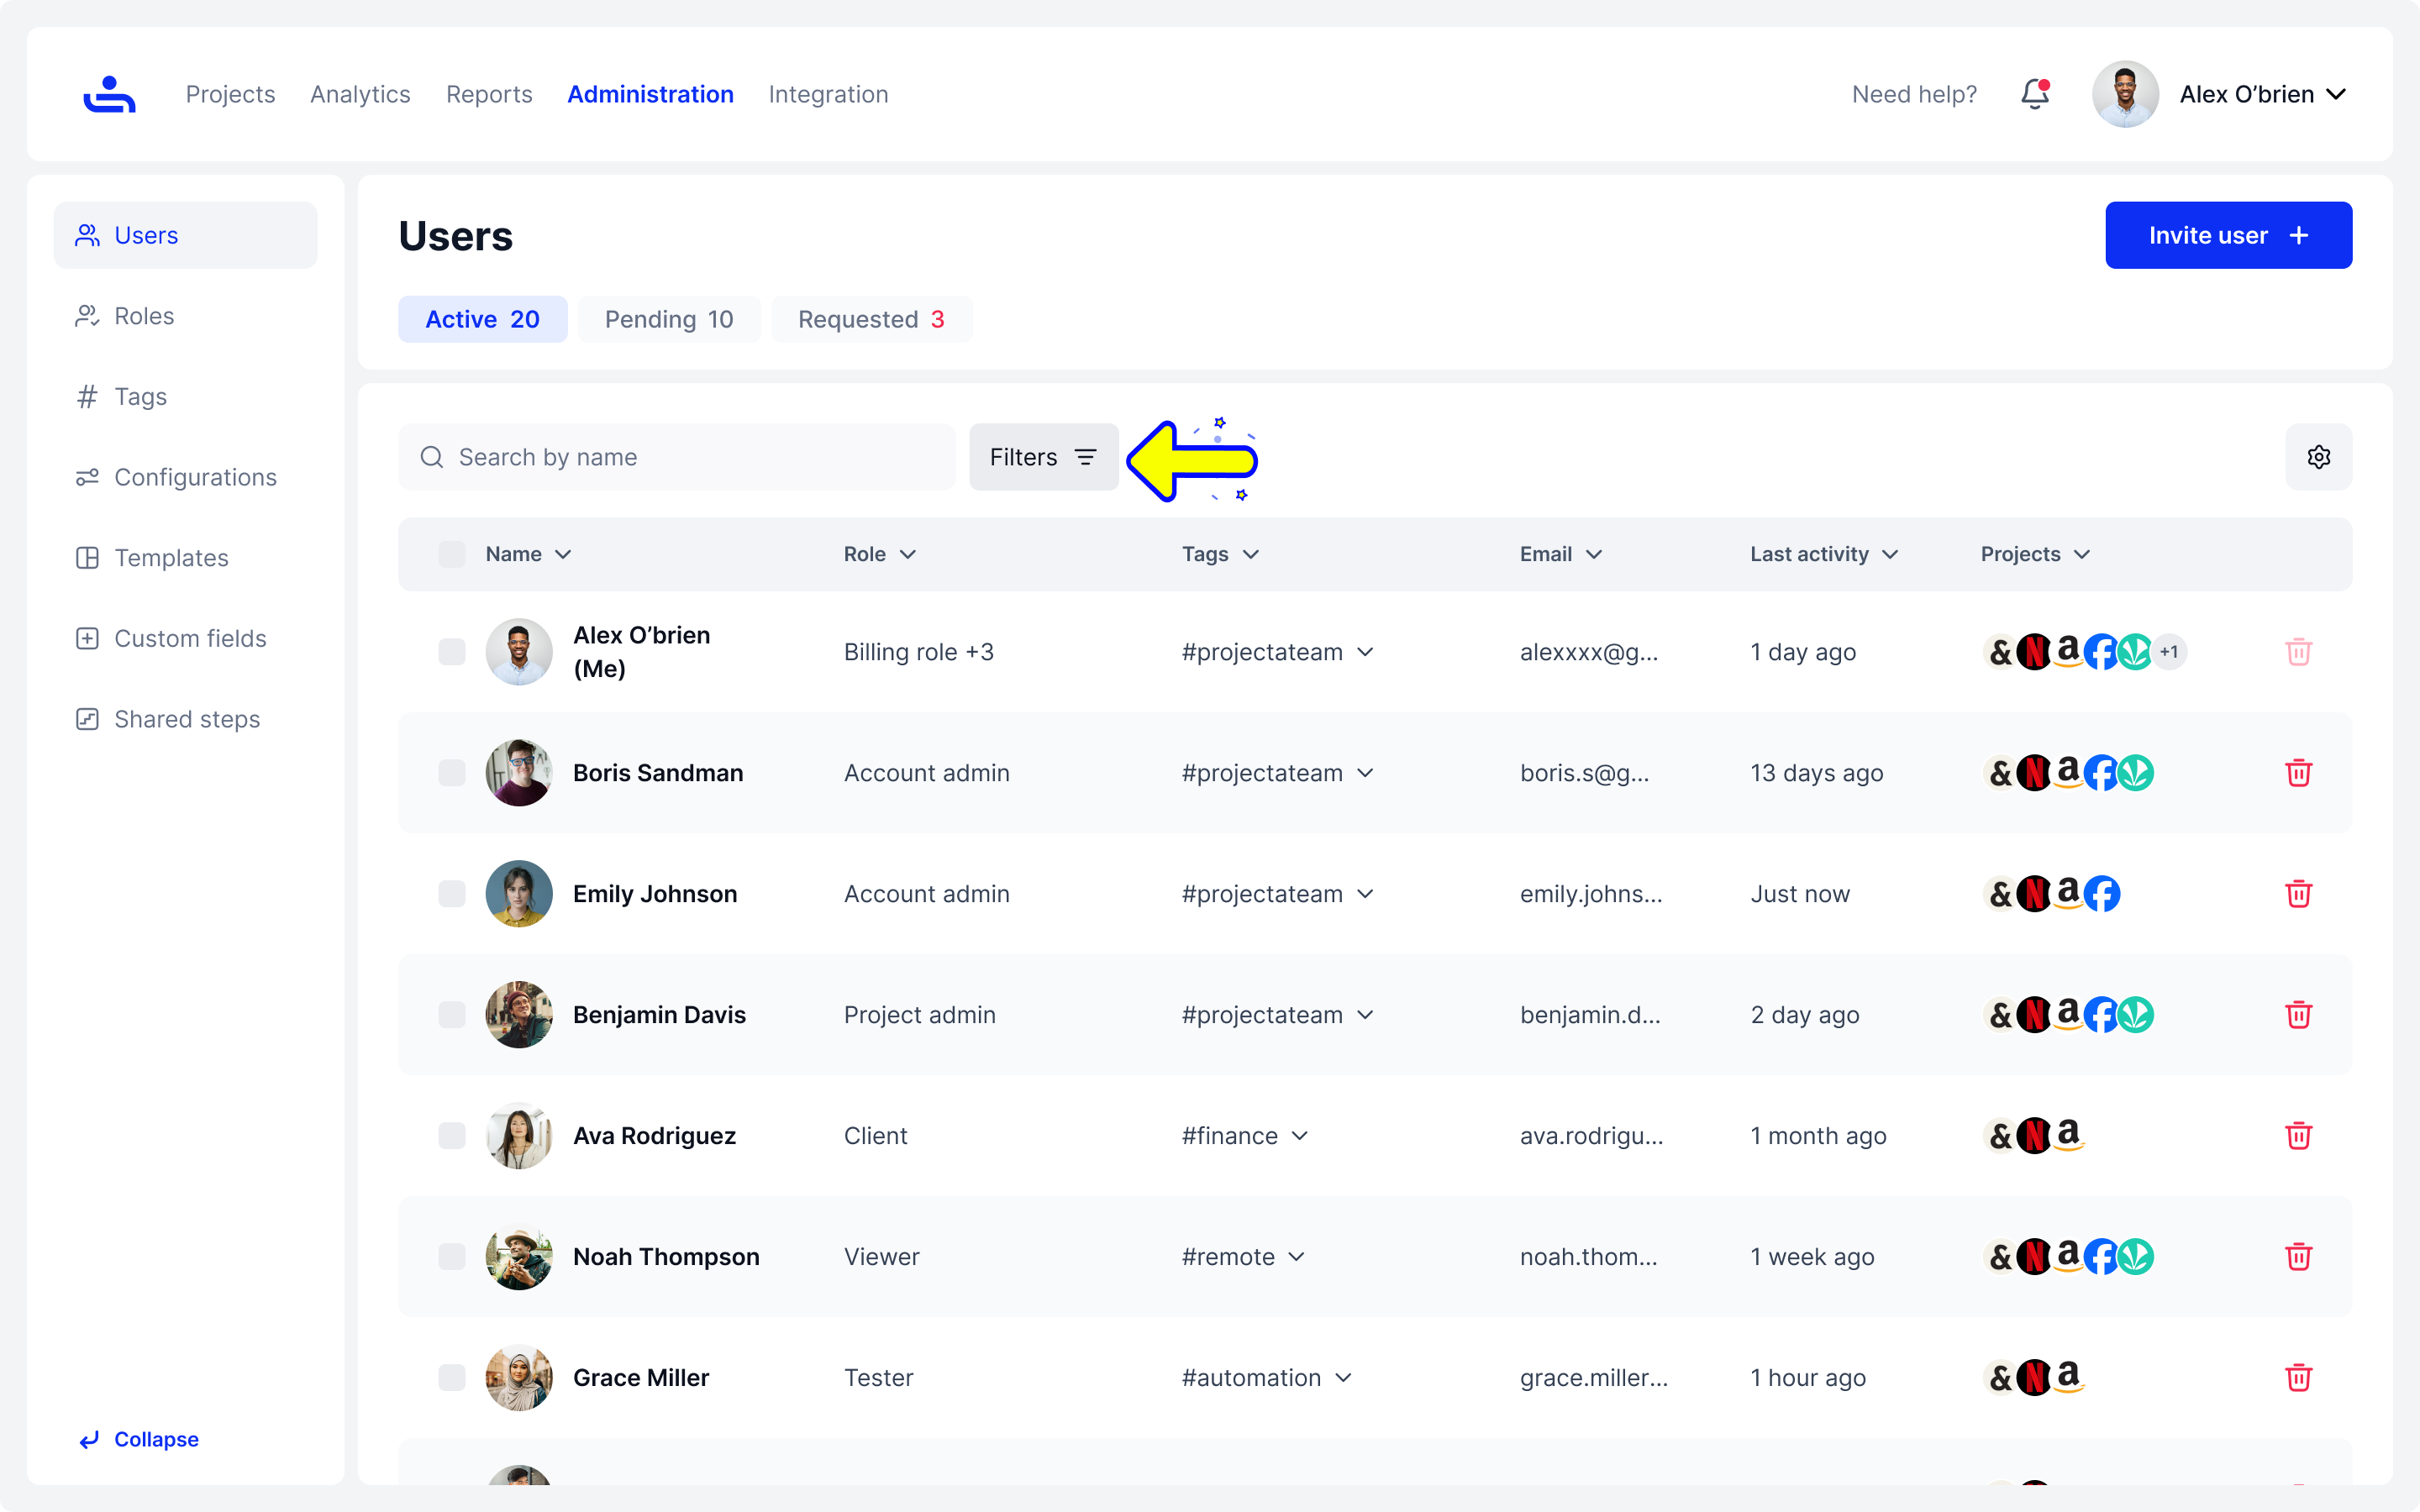 Projects Analytics Reports Administration Integration Need help? Alex O’brien
Users
Roles
Tags
Configurations
Templates
Custom fields
Shared steps
Collapse
Users
Invite user +
Active 20 Pending 10 Requested 3
Search by name Filters
Name Role Tags Email Last activity Projects
Alex O’brien
(Me) Billing role +3 #projectateam alexxxx@g... 1 day ago & N a f +1
Boris Sandman Account admin #projectateam boris.s@g... 13 days ago & N a f
Emily Johnson Account admin #projectateam emily.johns... Just now & N a f
Benjamin Davis Project admin #projectateam benjamin.d... 2 day ago & N a f
Ava Rodriguez Client #finance ava.rodrigu... 1 month ago & N a
Noah Thompson Viewer #remote noah.thom... 1 week ago & N a f
Grace Miller Tester #automation grace.miller... 1 hour ago & N a